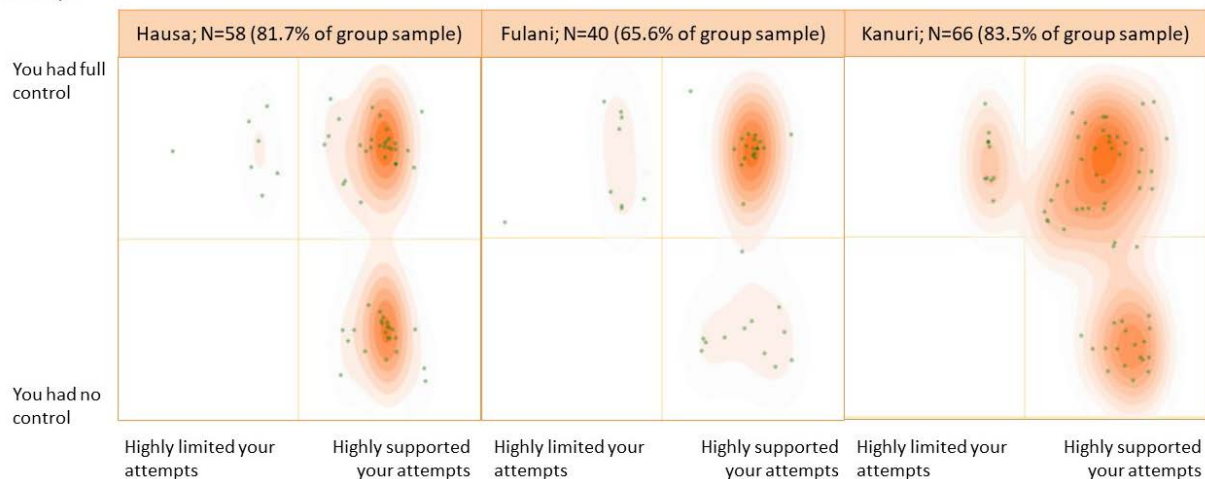 Hausa; N=58 (81.7% of group sample)
Fulani; N=40 (65.6% of group sample)
Kanuri; N=66 (83.5% of group sample)
You had full
control
You had no
control
Highly limited your
attempts
Highly supported
your attempts
Highly limited your
attempts
Highly supported
your attempts
Highly limited your
attempts
Highly supported
your attempts